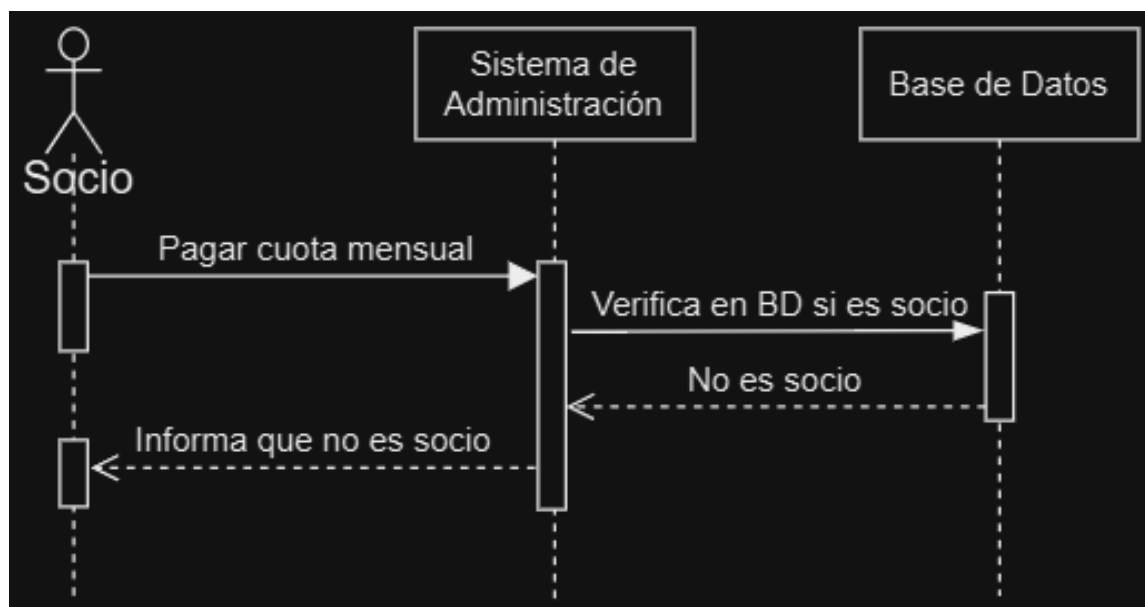 Sistema de
Administración
Base de Datos
Socio
Pagar cuota mensual
Verifica en BD si es socio
No es socio
Informa que no es socio